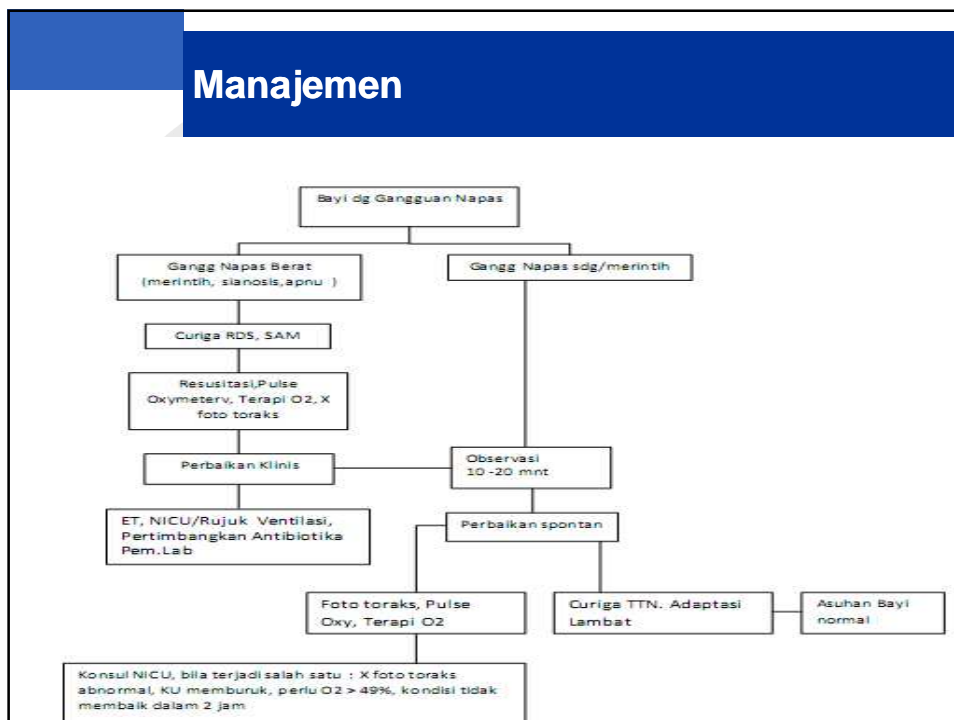 Manajemen
Bayi dg Gangguan Napas
Gangg Napas Berat
(merintih, sianosis,apnu )
Gangg Napas sdg/merintih
Curiga RDS, SAM
Resusitasi,Pulse
Oxymeterv, Terapi O2, X
foto toraks
Perbaikan Klinis
Observasi
10 -20 mnt
ET, NICU/Rujuk Ventilasi,
Pertimbangkan Antibiotika
Pem.Lab
Perbaikan spontan
Foto toraks, Pulse
Oxy, Terapi O2
Curiga TTN. Adaptasi
Lambat
Asuhan Bayi
normal
Konsul NICU, bila terjadi salah satu : X foto toraks
abnormal, KU memburuk, perlu O2 > 49%, kondisi tidak
membaik dalam 2 jam